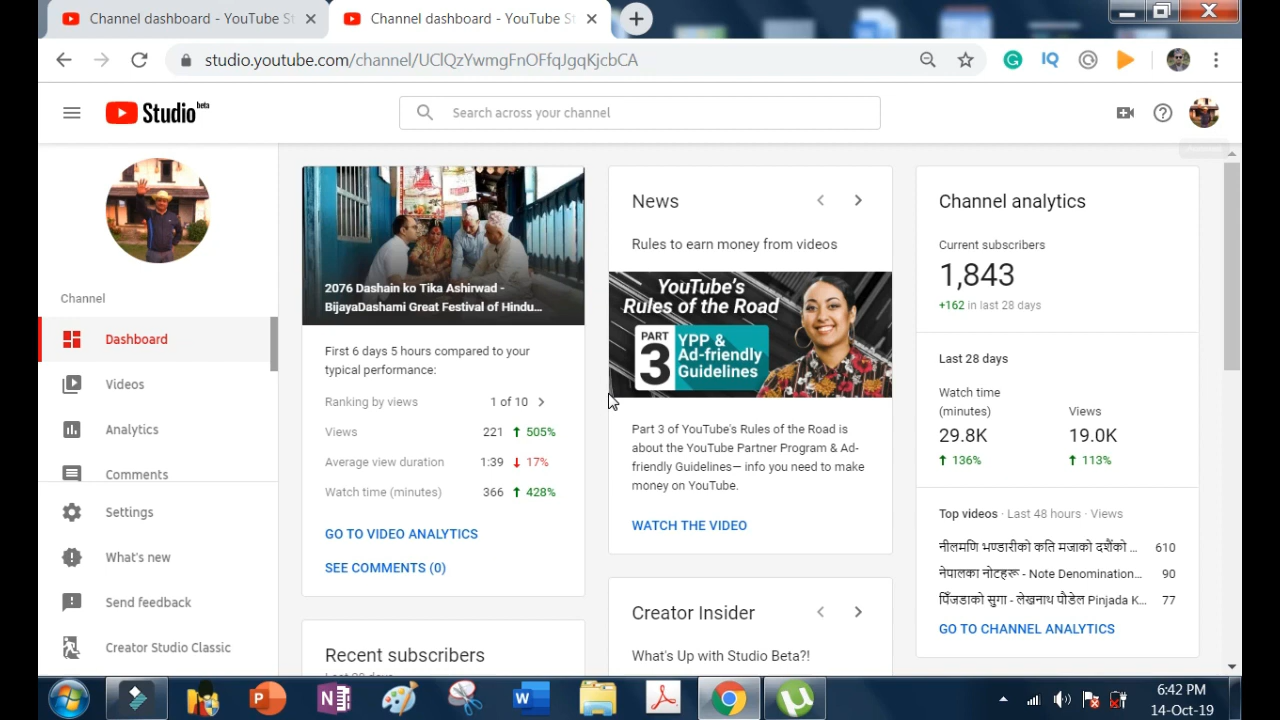 Channel dashboard - YouTube St
Channel dashboard - YouTube St
studio.youtube.com/channel/UClQzYwmgFnOFfqJgqKjcbCA
Studio beta
Search across your channel
Channel
Dashboard
Videos
Analytics
Comments
Settings
What's new
Send feedback
Creator Studio Classic
2076 Dashain ko Tika Ashirwad -
BijayaDashami Great Festival of Hindu...
First 6 days 5 hours compared to your
typical performance:
Ranking by views 1 of 10
Views 221 505%
Average view duration 1:39 17%
Watch time (minutes) 366 428%
GO TO VIDEO ANALYTICS
SEE COMMENTS (0)
Recent subscribers
Last 28 days
News
Rules to earn money from videos
YouTube's
Rules of the Road
PART
3
YPP &
Ad-friendly
Guidelines
Part 3 of YouTube's Rules of the Road is
about the YouTube Partner Program & Ad-
friendly Guidelines— info you need to make
money on YouTube.
WATCH THE VIDEO
Creator Insider
What's Up with Studio Beta?!
Channel analytics
Current subscribers
1,843
+162 in last 28 days
Last 28 days
Watch time
(minutes)
29.8K
136%
Views
19.0K
113%
Top videos · Last 48 hours · Views
नीलमणि भण्डारीको कति मजाको दशैंको ... 610
नेपालका नोटहरू - Note Denomination... 90
पिँजडाको सुगा - लेखनाथ पौडेल Pinjada K... 77
GO TO CHANNEL ANALYTICS
6:42 PM
14-Oct-19